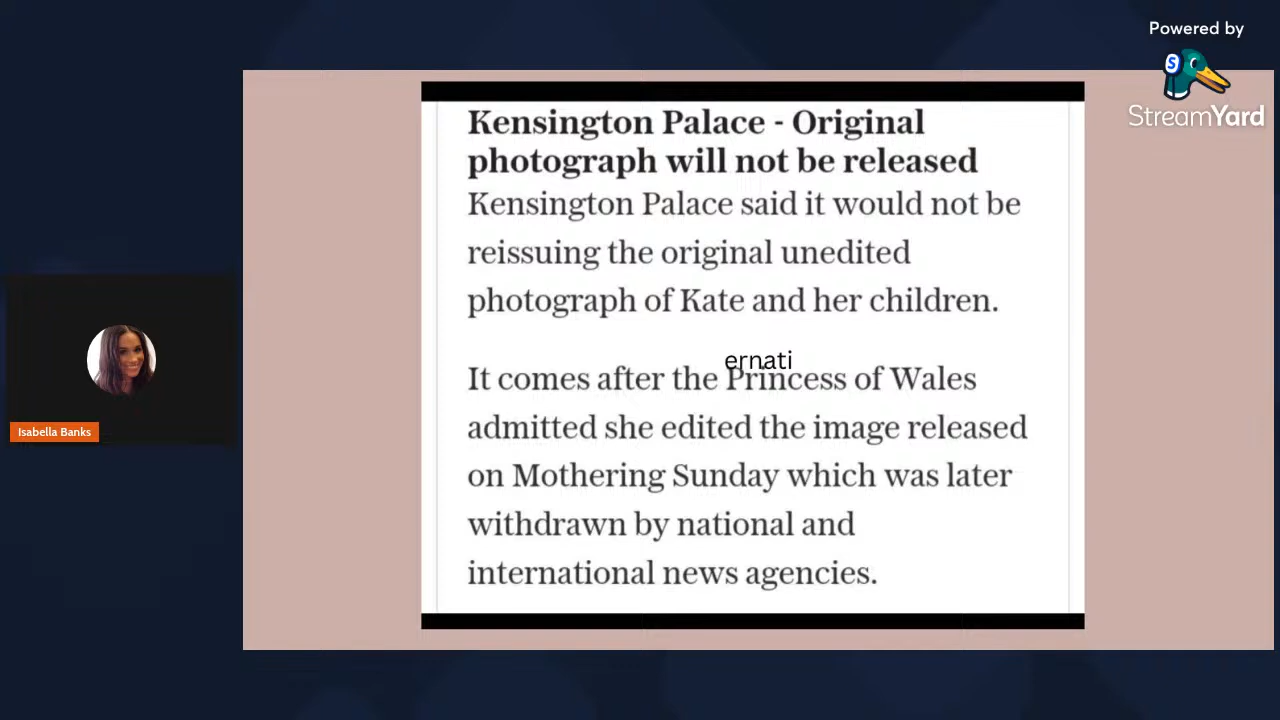 Powered by
StreamYard
Kensington Palace - Original
photograph will not be released
Kensington Palace said it would not be
reissuing the original unedited
photograph of Kate and her children.
ernati
It comes after the Princess of Wales
admitted she edited the image released
on Mothering Sunday which was later
withdrawn by national and
international news agencies.
Isabella Banks